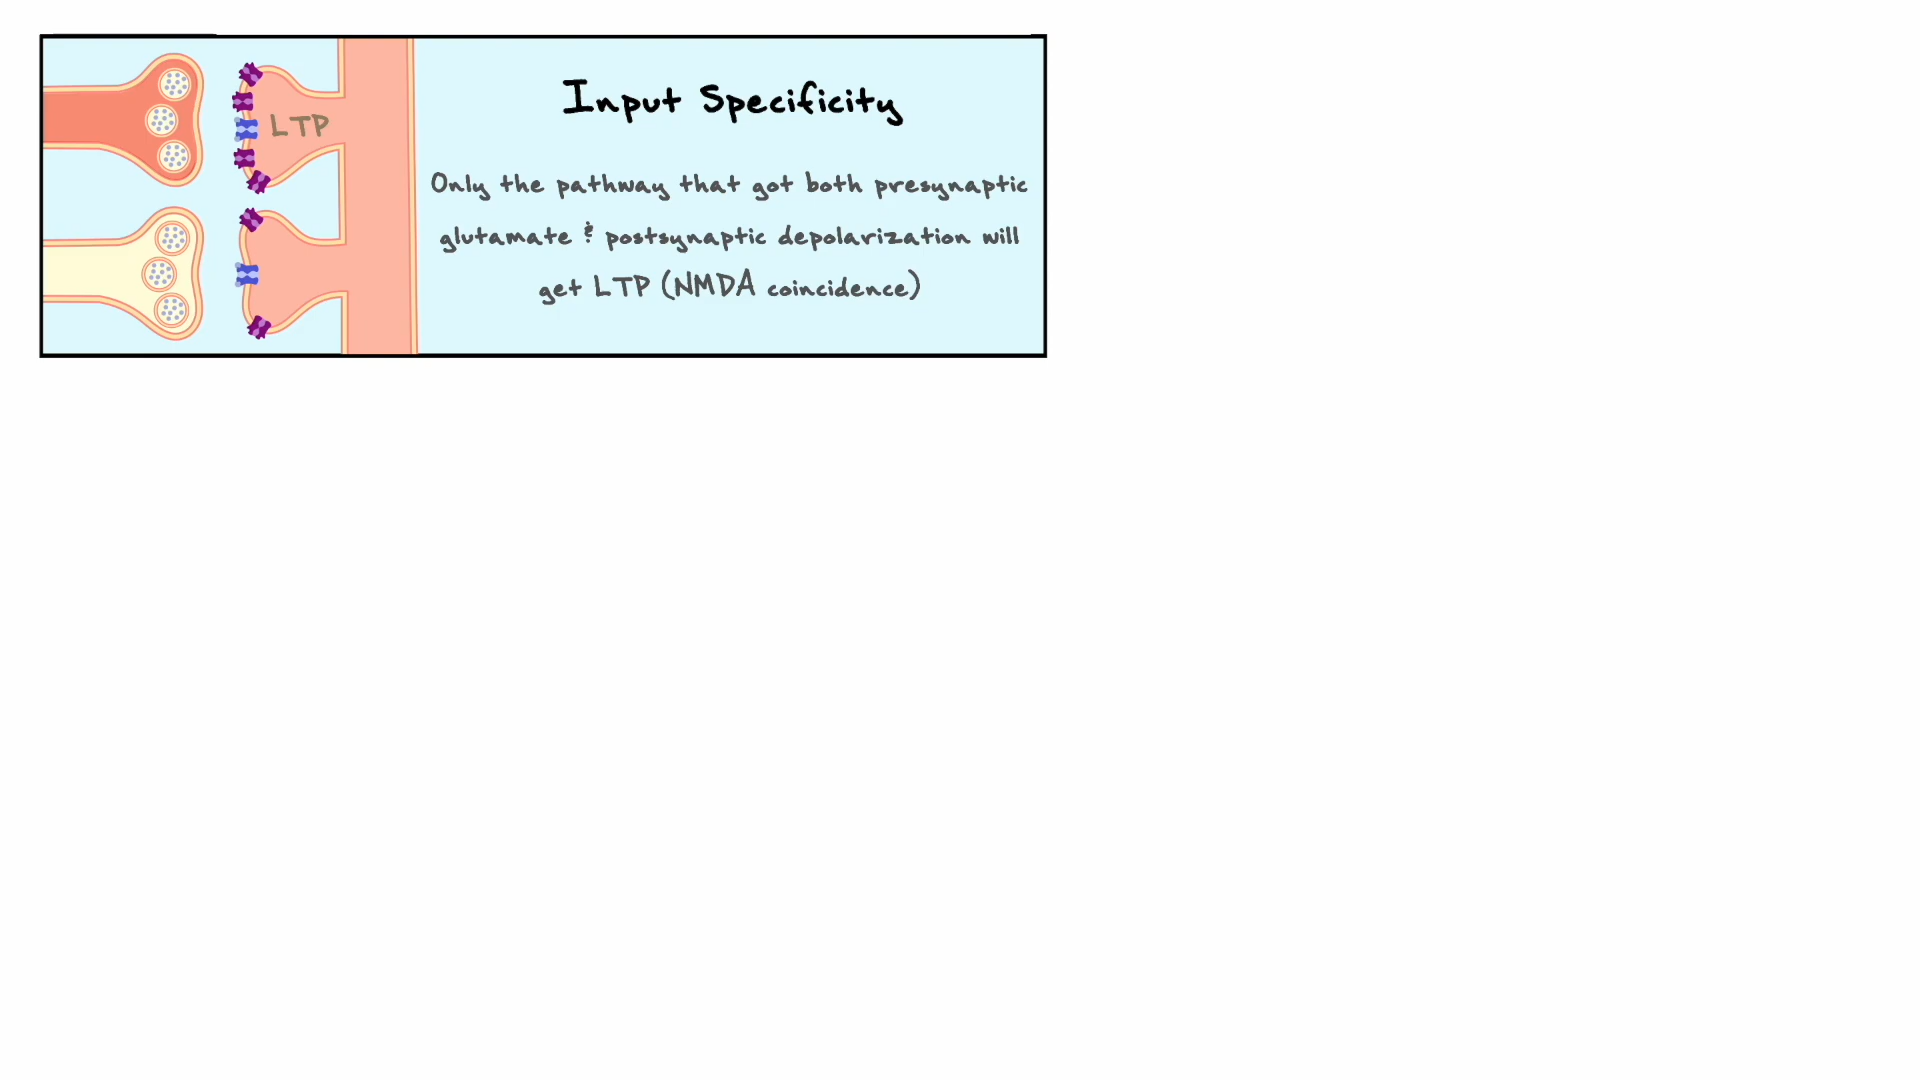 LTP
Input Specificity
Only the pathway that got both presynaptic
glutamate & postsynaptic depolarization will
get LTP (NMDA coincidence)